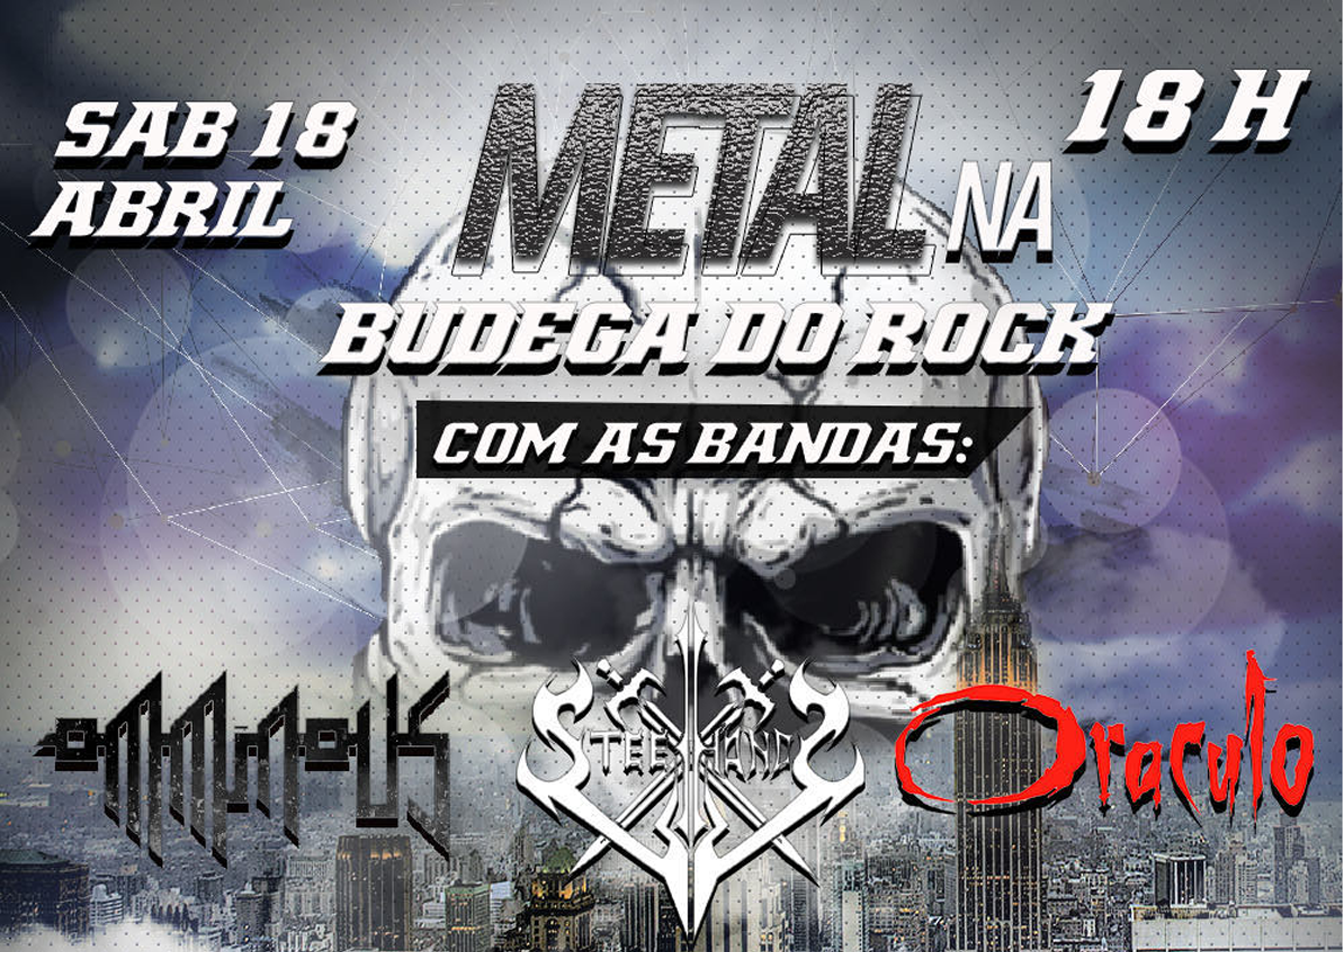 SAB 18
ABRIL
METAL NA
18 H
BUDEGA DO ROCK
COM AS BANDAS:
Oraculo